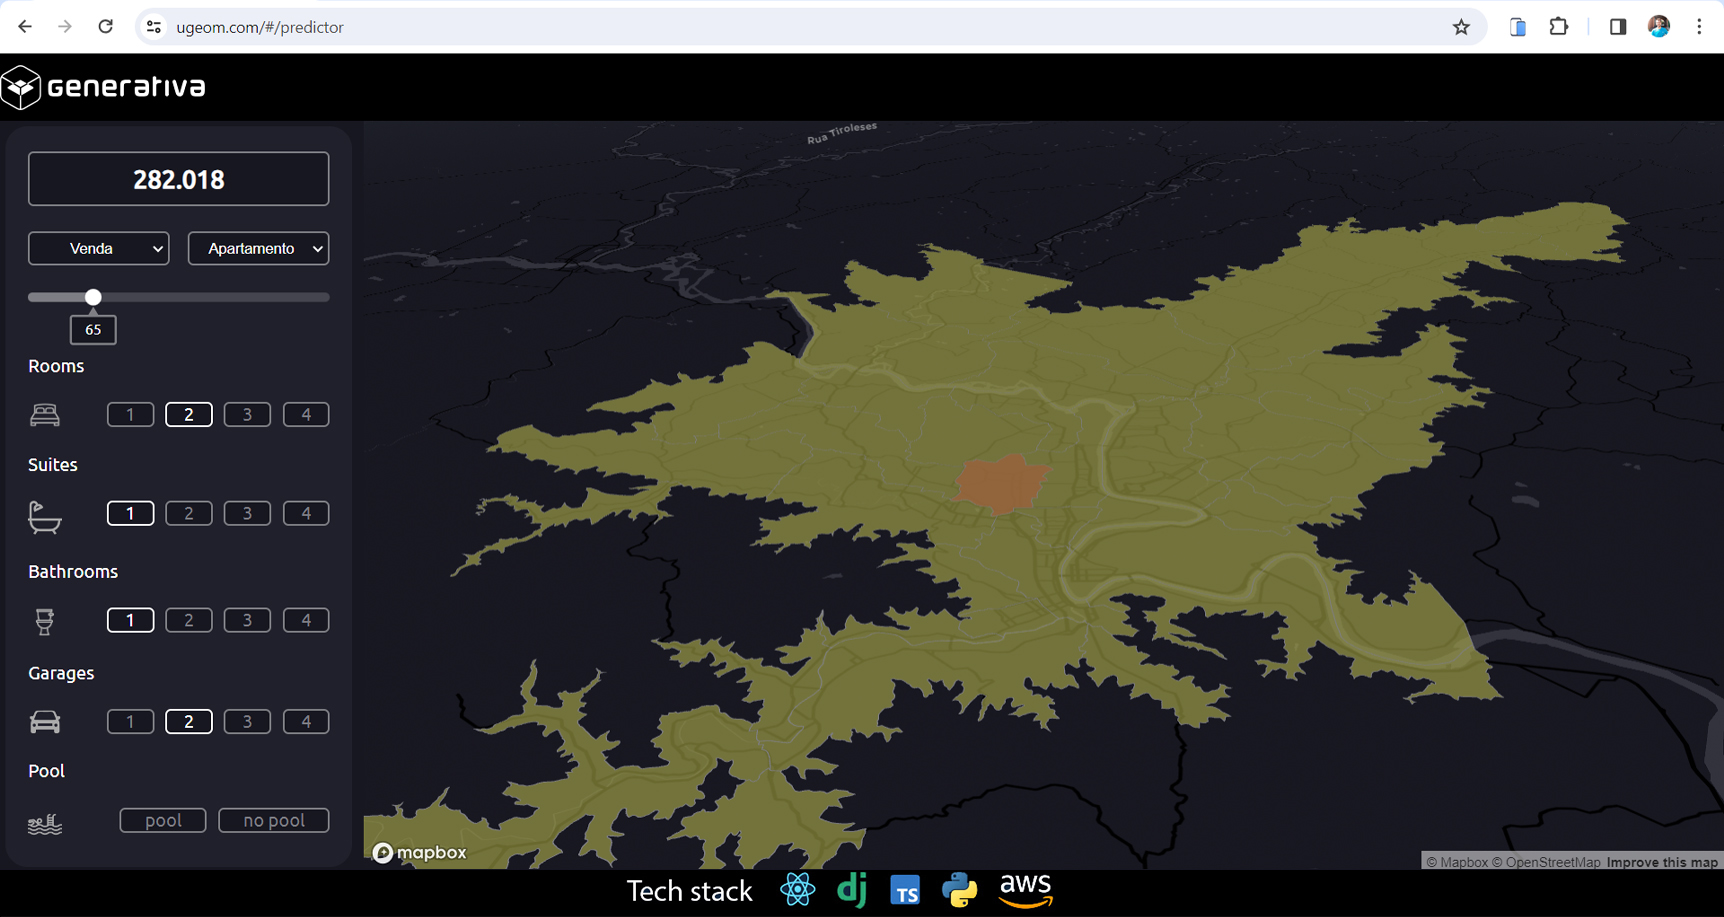 ugeom.com/#/predictor
generativa
282.018
Venda Apartamento
65
Rooms
1 2 3 4
Suites
1 2 3 4
Bathrooms
1 2 3 4
Garages
1 2 3 4
Pool
pool no pool
Rua Tiroleses
mapbox
© Mapbox © OpenStreetMap Improve this map
Tech stack dj TS aws